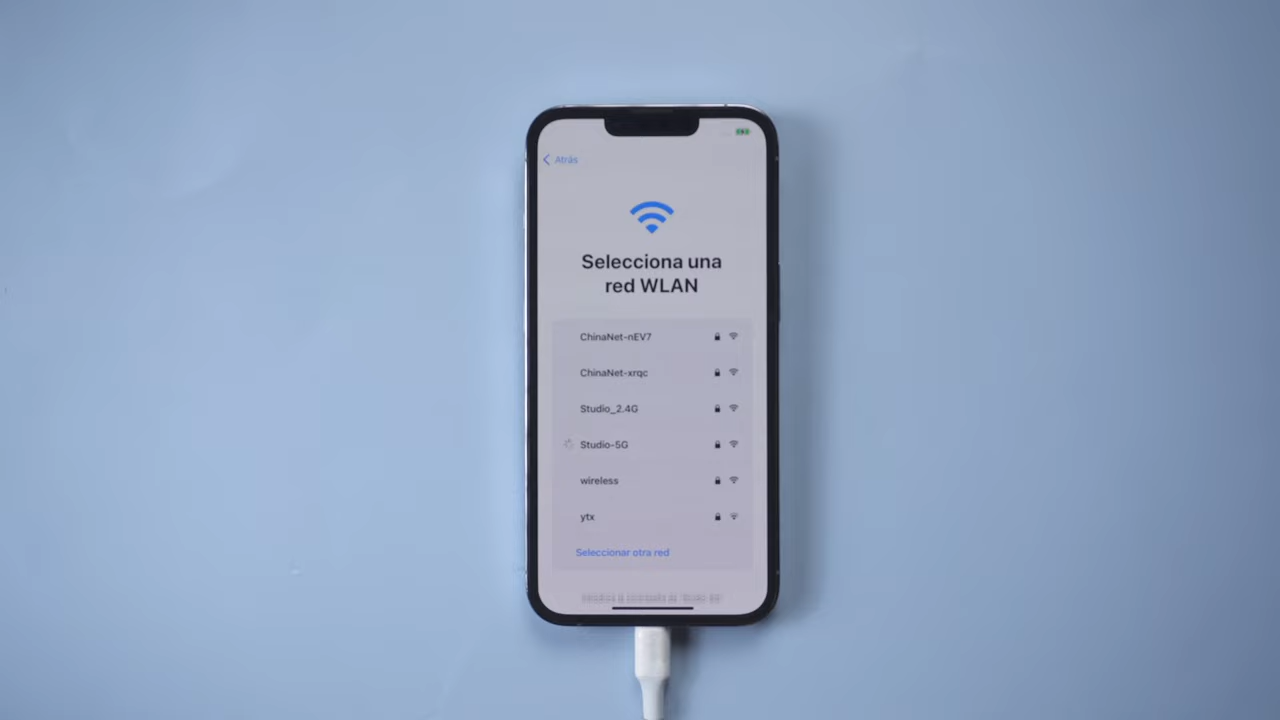 Atrás
Selecciona una
red WLAN
ChinaNet-nEV7
ChinaNet-xrqc
Studio_2.4G
Studio-5G
wireless
ytx
Seleccionar otra red